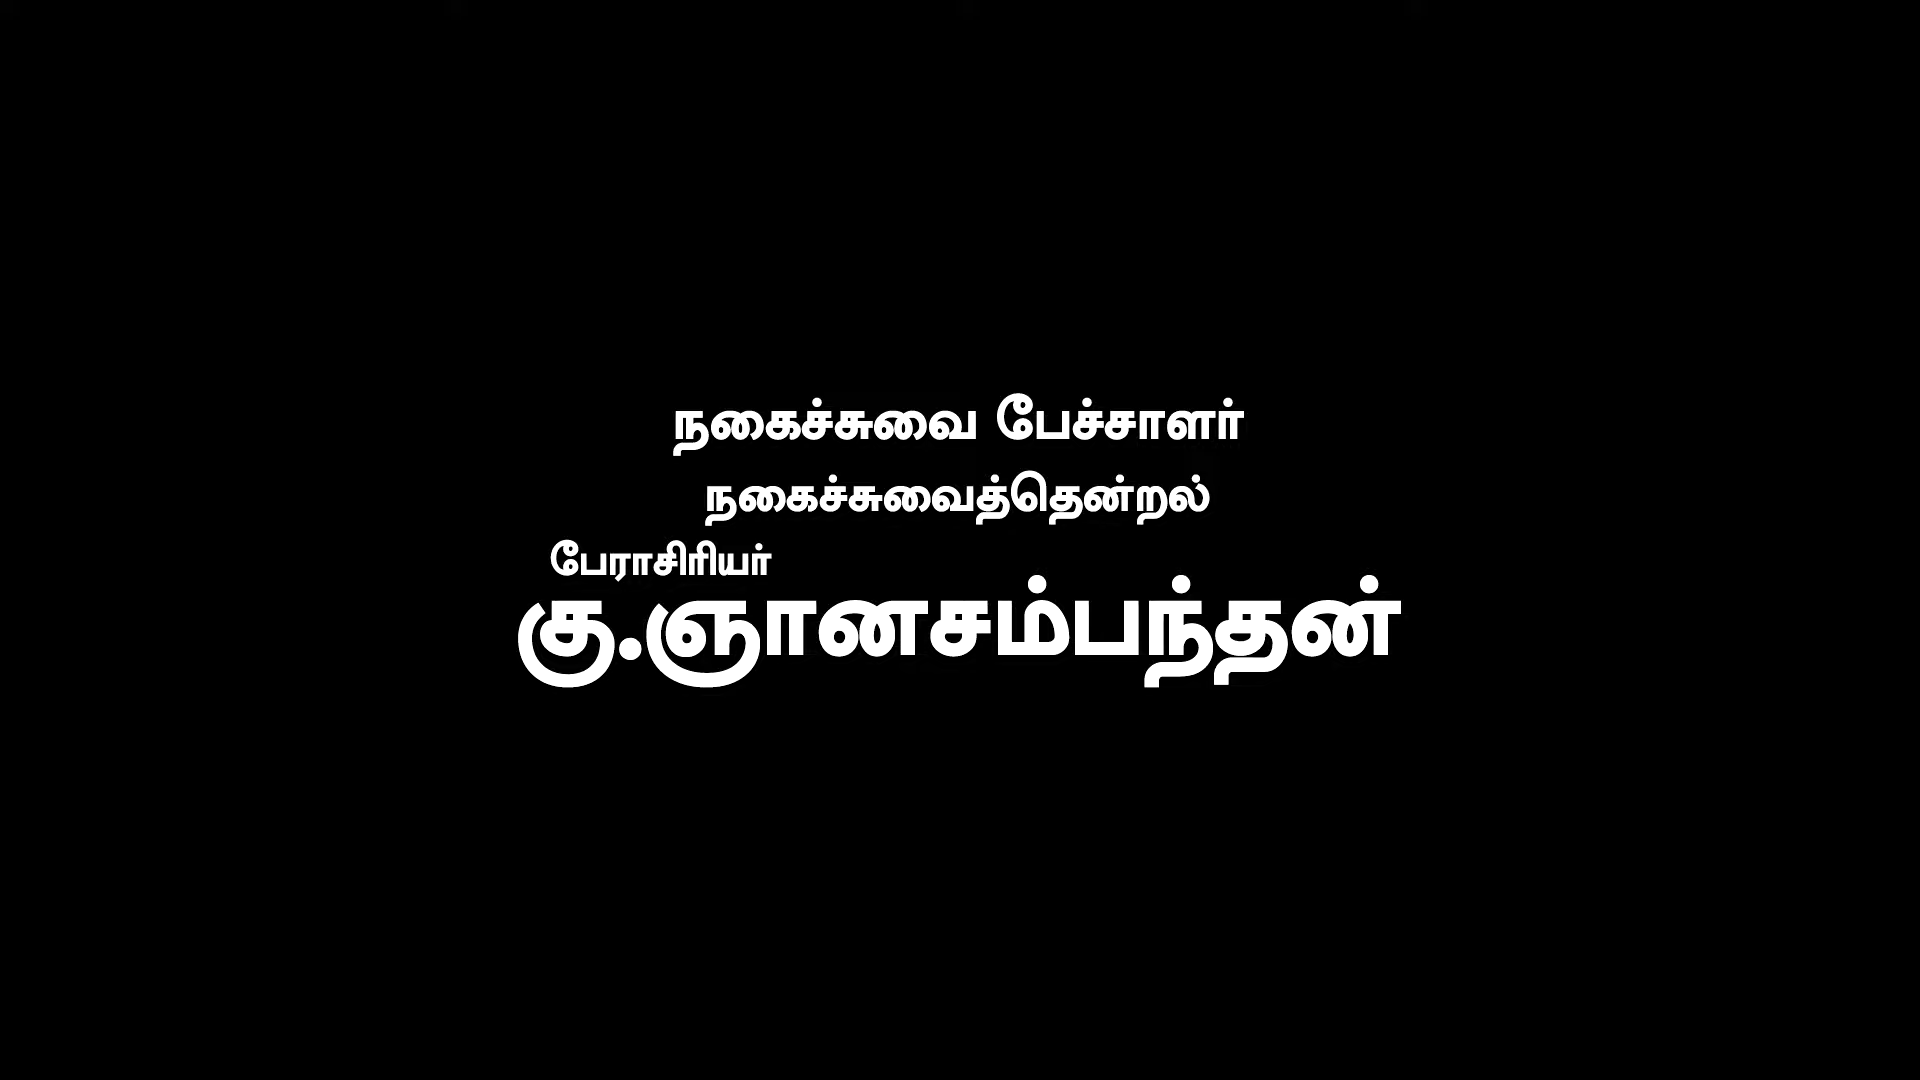 நகைச்சுவை பேச்சாளர்
நகைச்சுவைத்தென்றல்
பேராசிரியர்
கு.ஞானசம்பந்தன்